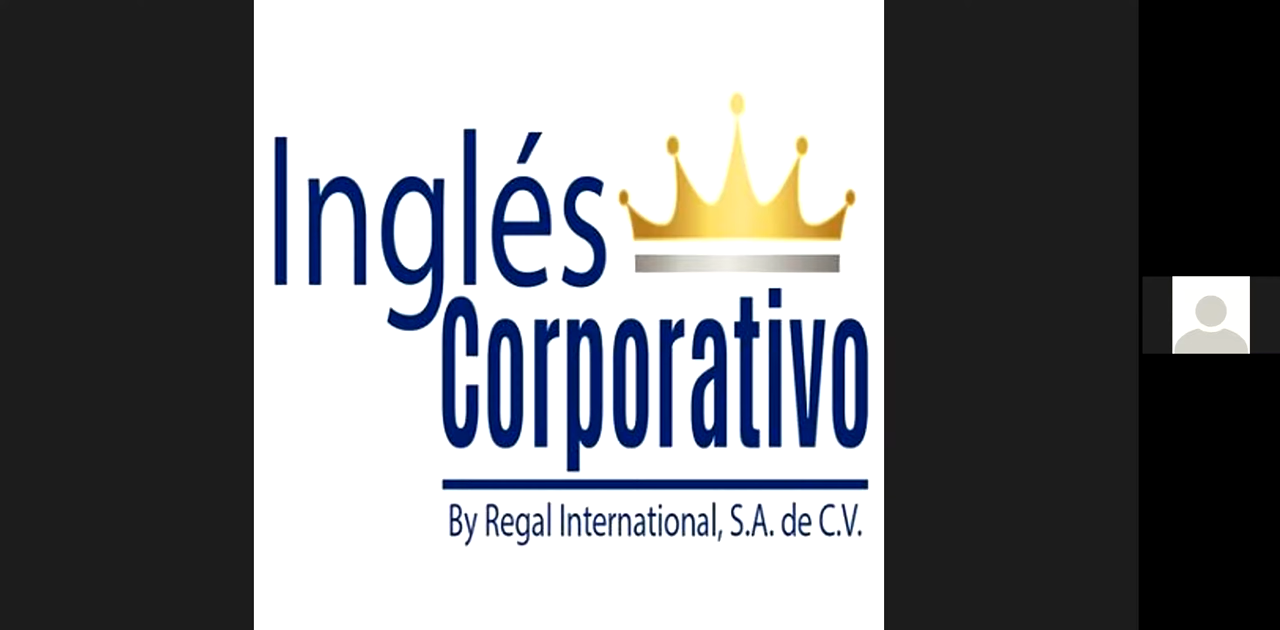 Inglés
Corporativo
By Regal International, S.A. de C.V.